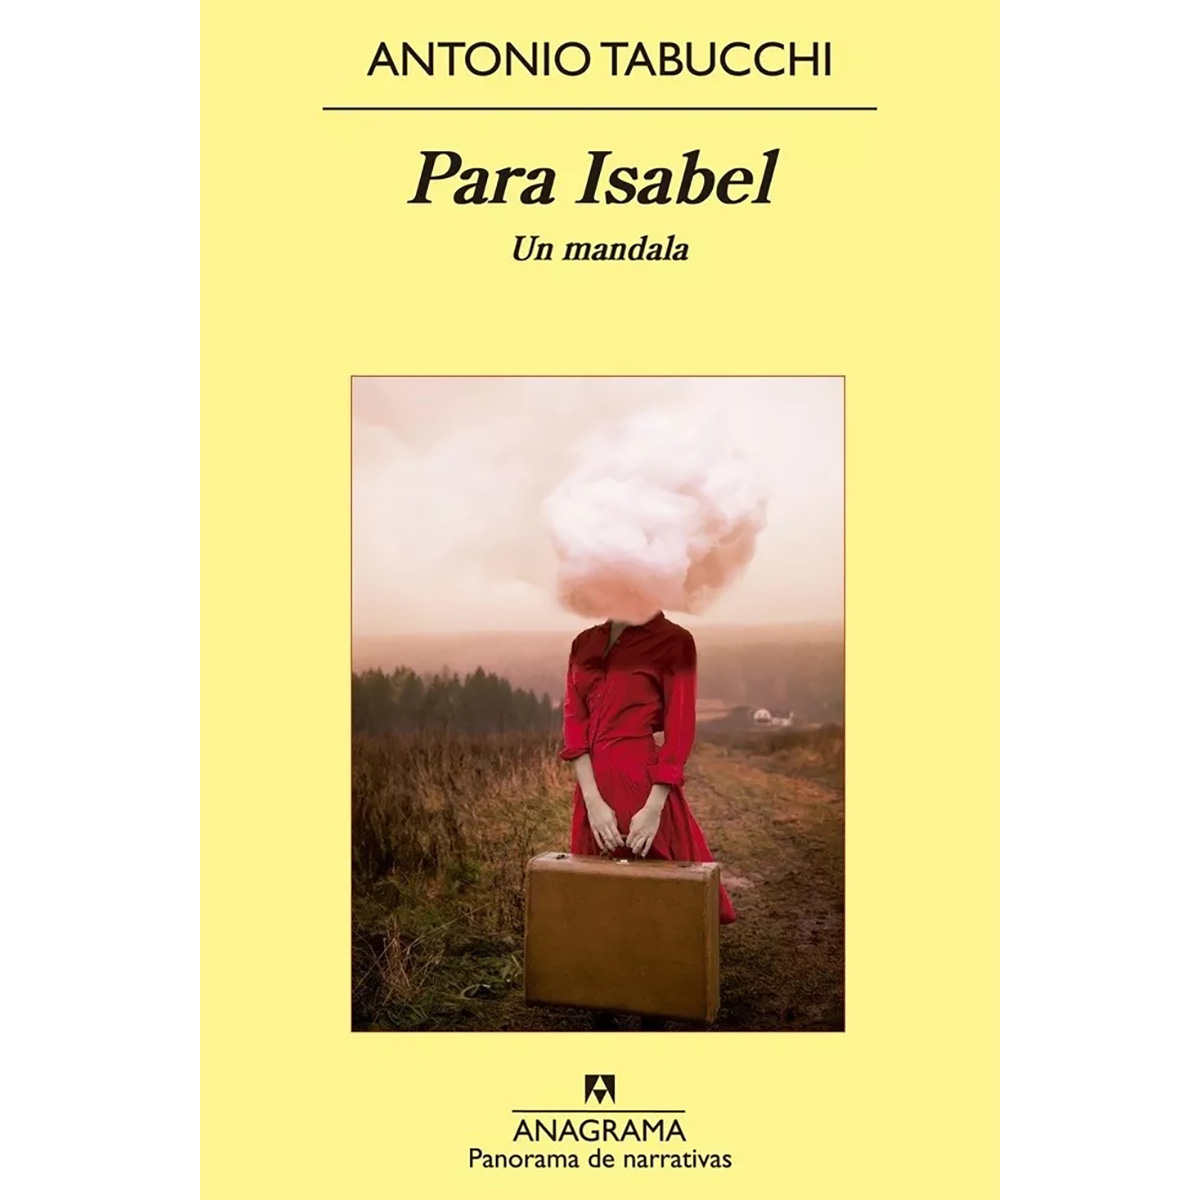 ANTONIO TABUCCHI
Para Isabel
Un mandala
ANAGRAMA
Panorama de narrativas